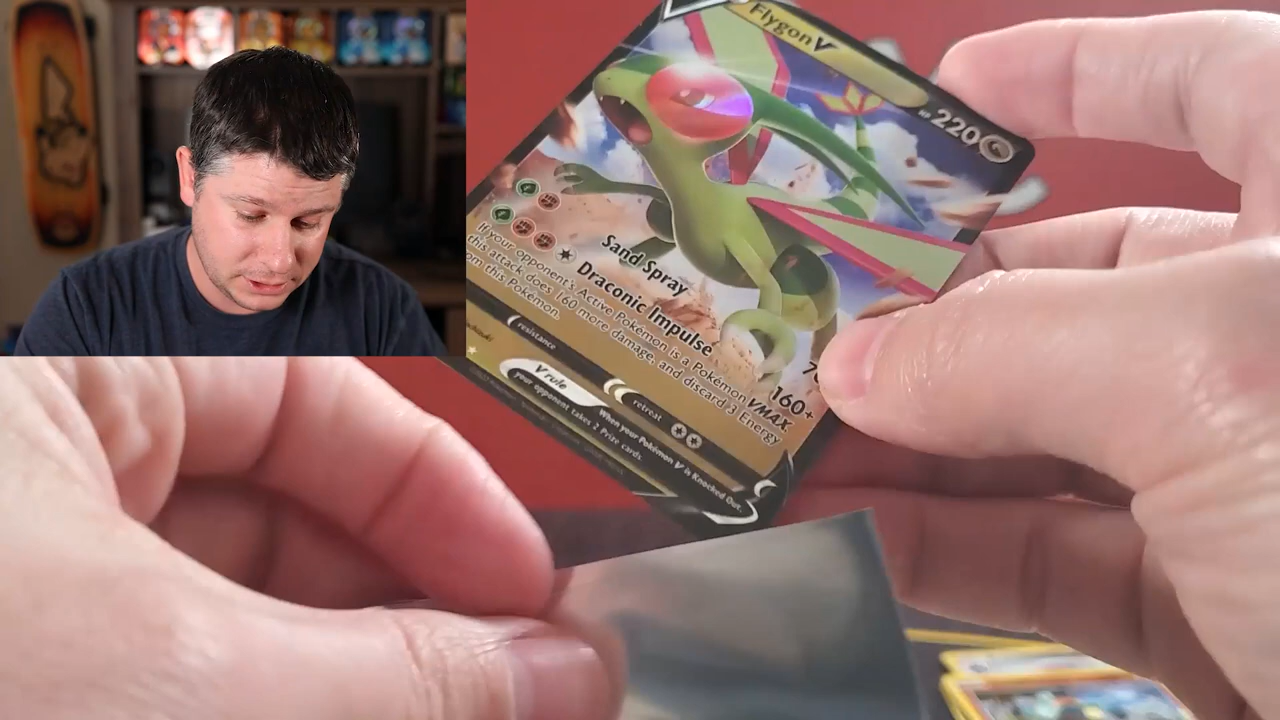 Flygon V
HP 220
Sand Spray
Draconic Impulse
160+
If your opponent's Active Pokémon is a Pokémon VMAX,
this attack does 160 more damage, and discard 3 Energy
from this Pokémon.
resistance
retreat
V rule
When your Pokémon V is Knocked Out,
your opponent takes 2 Prize cards.